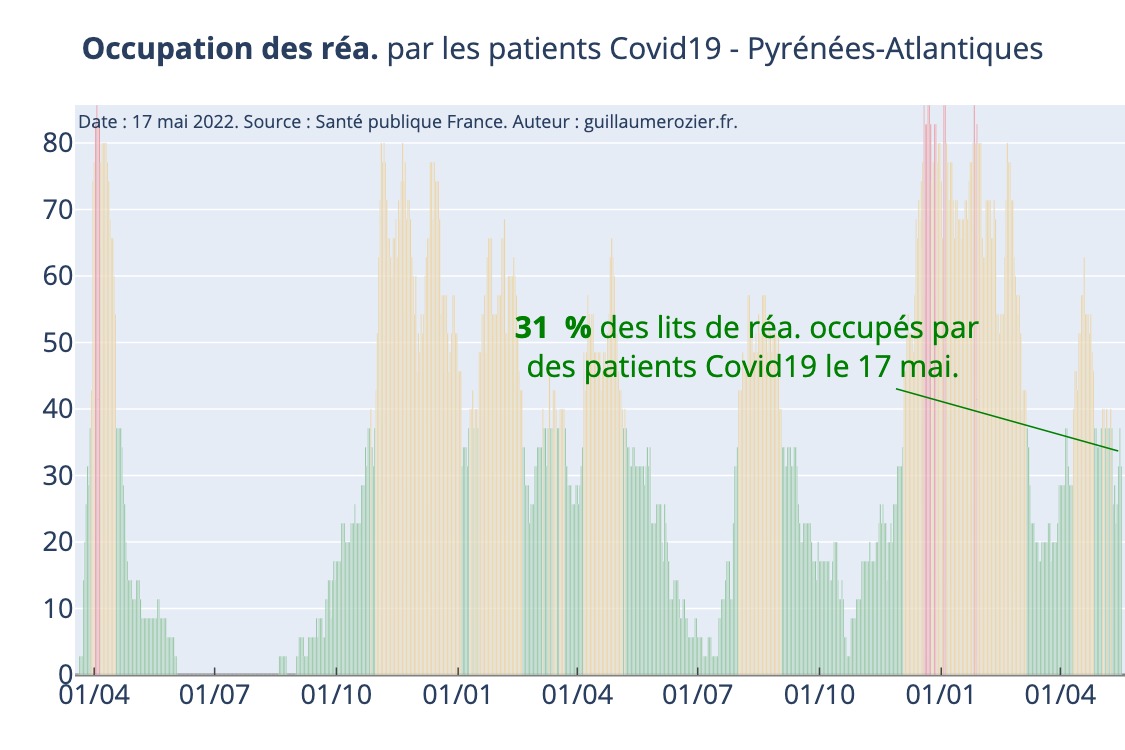 Occupation des réa. par les patients Covid19 - Pyrénées-Atlantiques
Date : 17 mai 2022. Source : Santé publique France. Auteur : guillaumerozier.fr.
80
70
60
50
40
30
20
10
0
31 % des lits de réa. occupés par
des patients Covid19 le 17 mai.
01/04 01/07 01/10 01/01 01/04 01/07 01/10 01/01 01/04